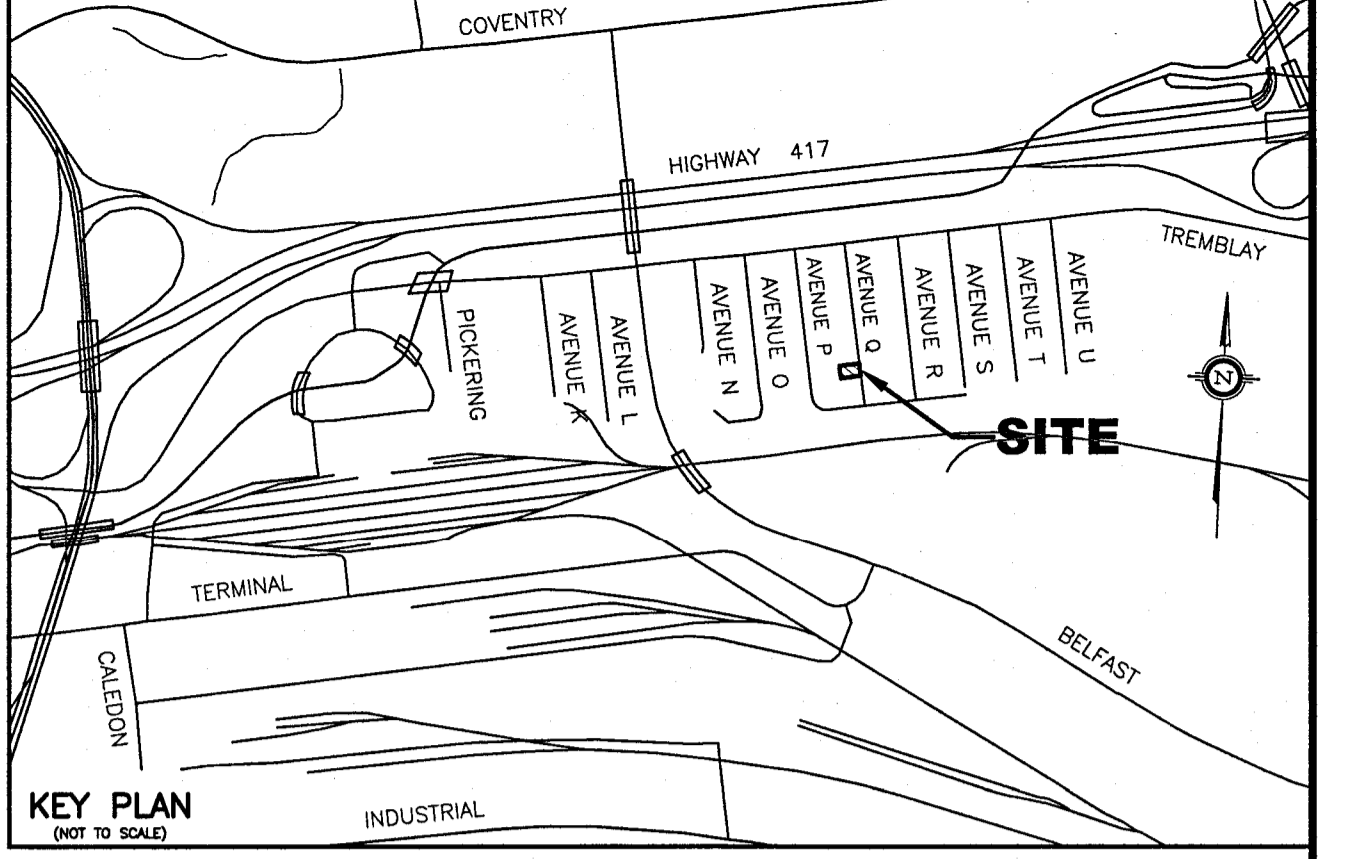 COVENTRY
HIGHWAY 417
TREMBLAY
PICKERING
AVENUE K
AVENUE L
AVENUE N
AVENUE O
AVENUE P
AVENUE Q
AVENUE R
AVENUE S
AVENUE T
AVENUE U
N
SITE
TERMINAL
CALEDON
BELFAST
INDUSTRIAL
KEY PLAN
(NOT TO SCALE)